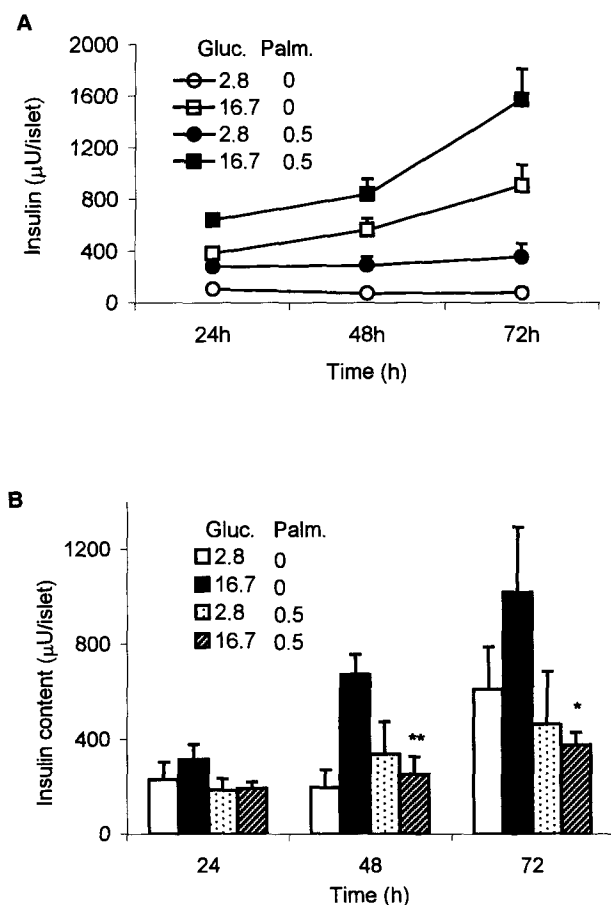 A
Gluc. Palm.
2.8 0
16.7 0
2.8 0.5
16.7 0.5
2000
1600
1200
800
400
0
Insulin (μU/islet)
24h 48h 72h
Time (h)
B
Gluc. Palm.
2.8 0
16.7 0
2.8 0.5
16.7 0.5
1200
800
400
0
Insulin content (μU/islet)
**
*
24 48 72
Time (h)